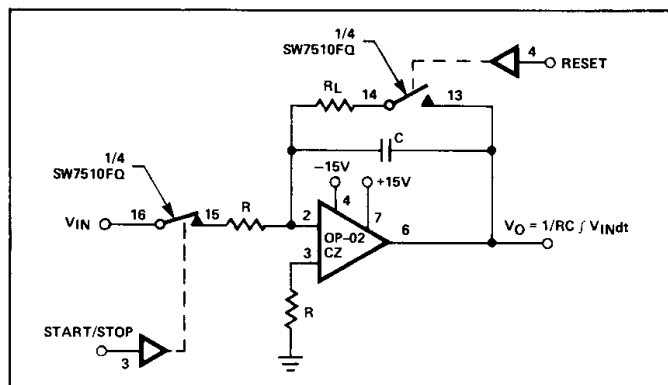 1/4
SW7510FQ
4
RESET
RL
14
13
C
1/4
SW7510FQ
−15V
+15V
4
7
VIN
16
15
R
2
OP−02
CZ
6
VO = 1/RC ∫ VINdt
3
R
START/STOP
3